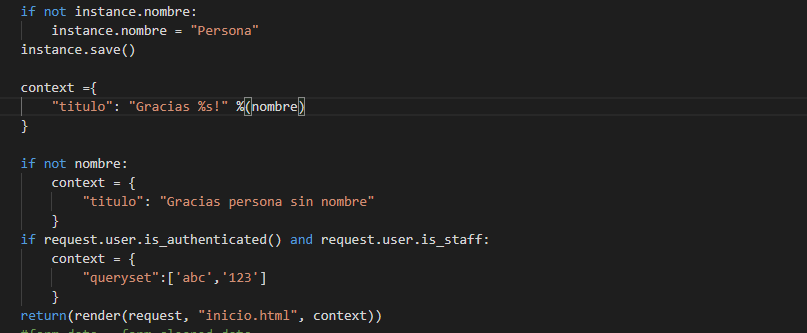 if not instance.nombre:
    instance.nombre = "Persona"
instance.save()
context ={
    "titulo": "Gracias %s!" %(nombre)
}
if not nombre:
    context = {
        "titulo": "Gracias persona sin nombre"
    }
if request.user.is_authenticated() and request.user.is_staff:
    context = {
        "queryset":['abc','123']
    }
return(render(request, "inicio.html", context))